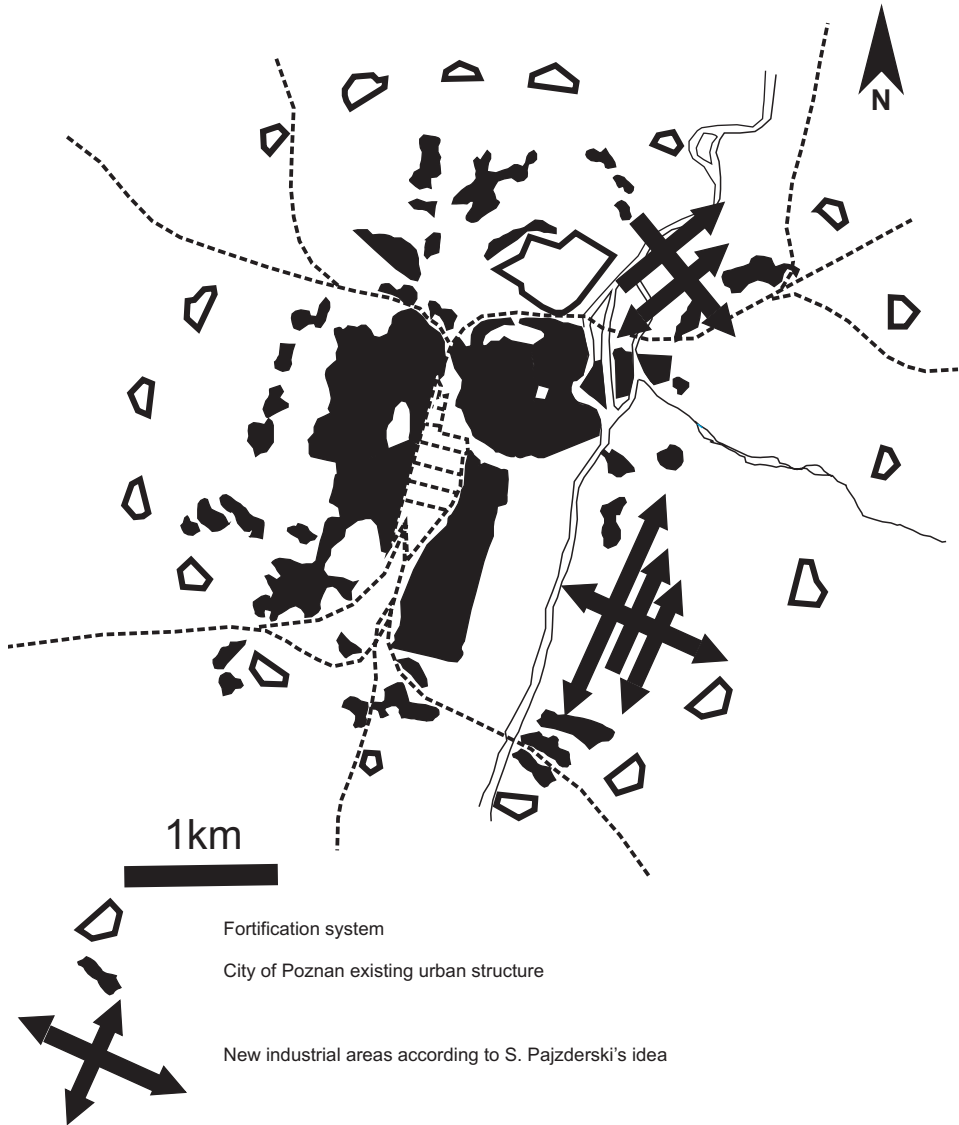 N
1km
Fortification system
City of Poznan existing urban structure
New industrial areas according to S. Pajzderski's idea